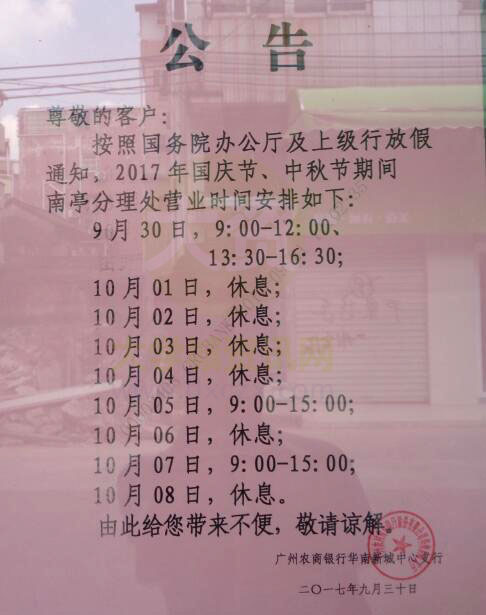 公 告
尊敬的客户:
按照国务院办公厅及上级行放假
通知，2017年国庆节、中秋节期间
南亭分理处营业时间安排如下:
9月30日，9:00-12:00、
13:30-16:30;
10月01日，休息;
10月02日，休息;
10月03日，休息;
10月04日，休息;
10月05日，9:00-15:00;
10月06日，休息;
10月07日，9:00-15:00;
10月08日，休息。
由此给您带来不便，敬请谅解。
广州农商银行华南新城中心支行
二〇一七年九月三十日